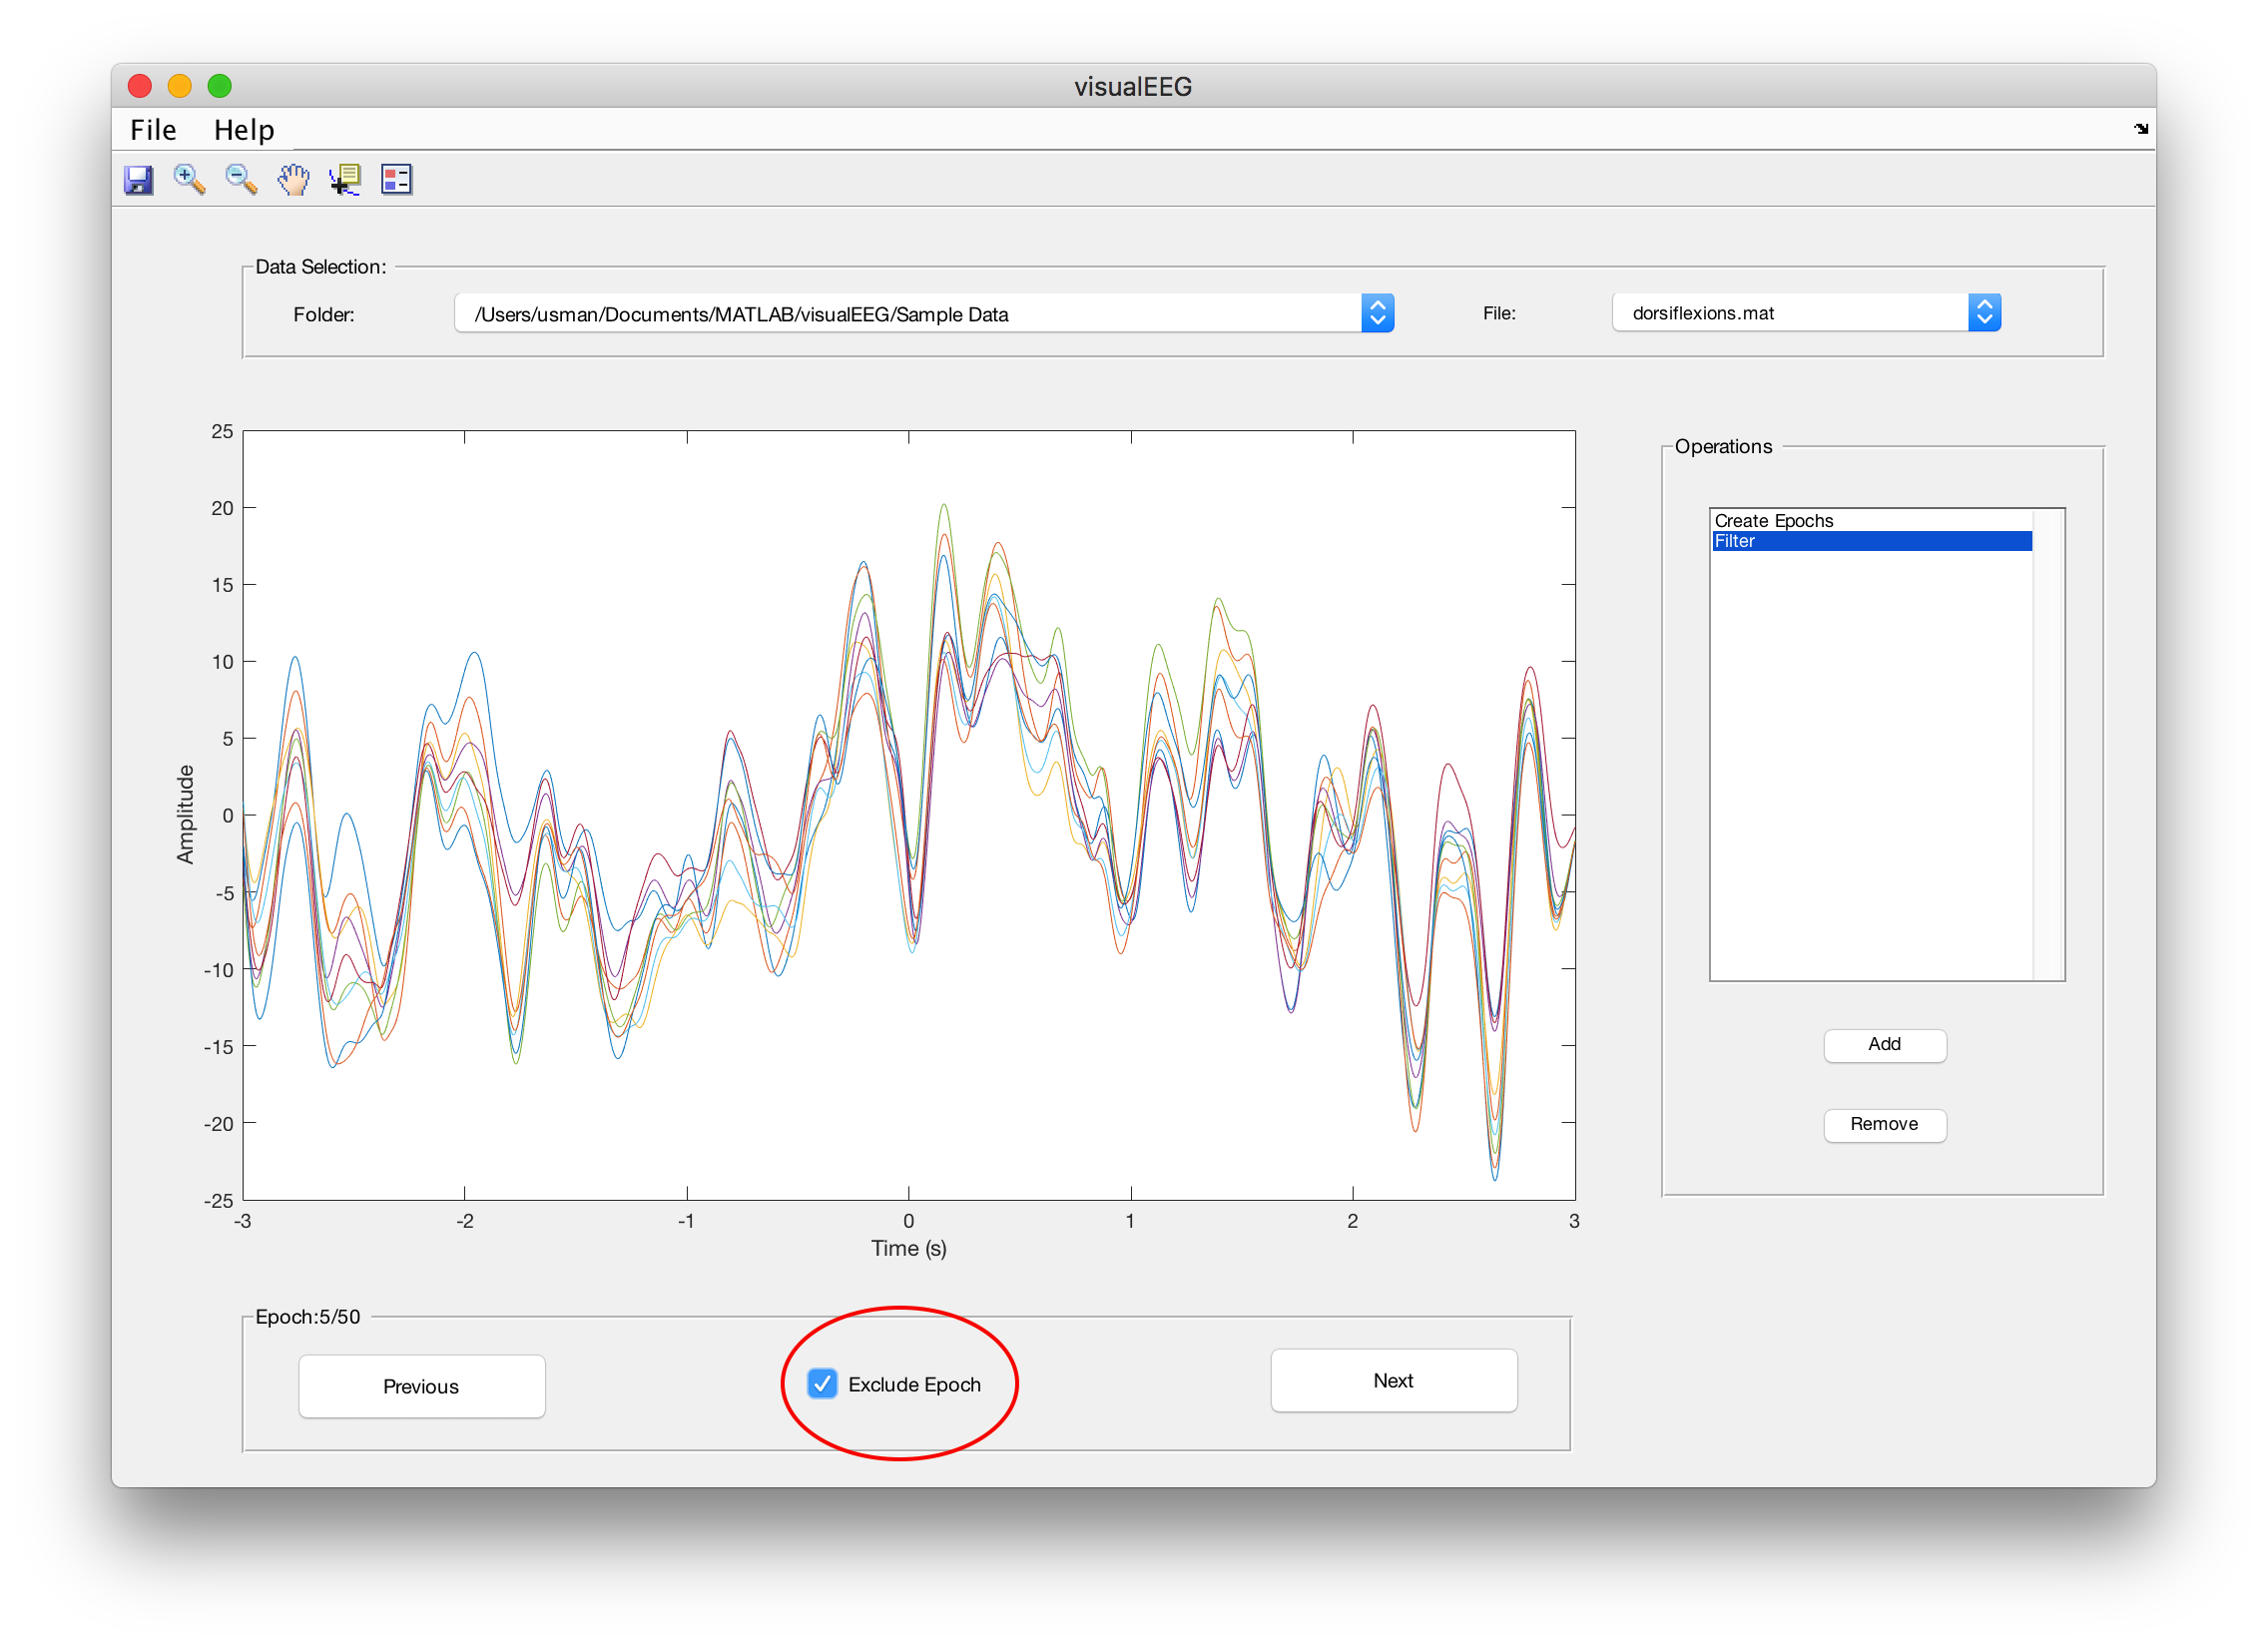 visualEEG
File Help
Data Selection:
Folder: /Users/usman/Documents/MATLAB/visualEEG/Sample Data File: dorsiflexions.mat
25
20
15
10
5
0
-5
-10
-15
-20
-25
Amplitude
-3 -2 -1 0 1 2 3
Time (s)
Operations
Create Epochs
Filter
Add
Remove
Epoch:5/50
Previous Exclude Epoch Next